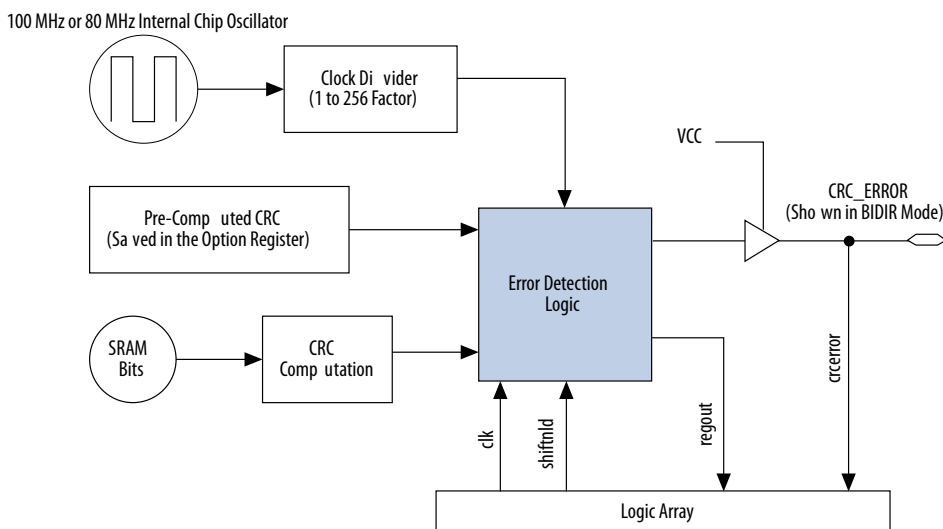 100 MHz or 80 MHz Internal Chip Oscillator
Clock Di vider
(1 to 256 Factor)
VCC
CRC_ERROR
(Sho wn in BIDIR Mode)
Pre-Comp uted CRC
(Sa ved in the Option Register)
Error Detection
Logic
SRAM
Bits
CRC
Comp utation
clk
shiftnld
regout
crcerror
Logic Array